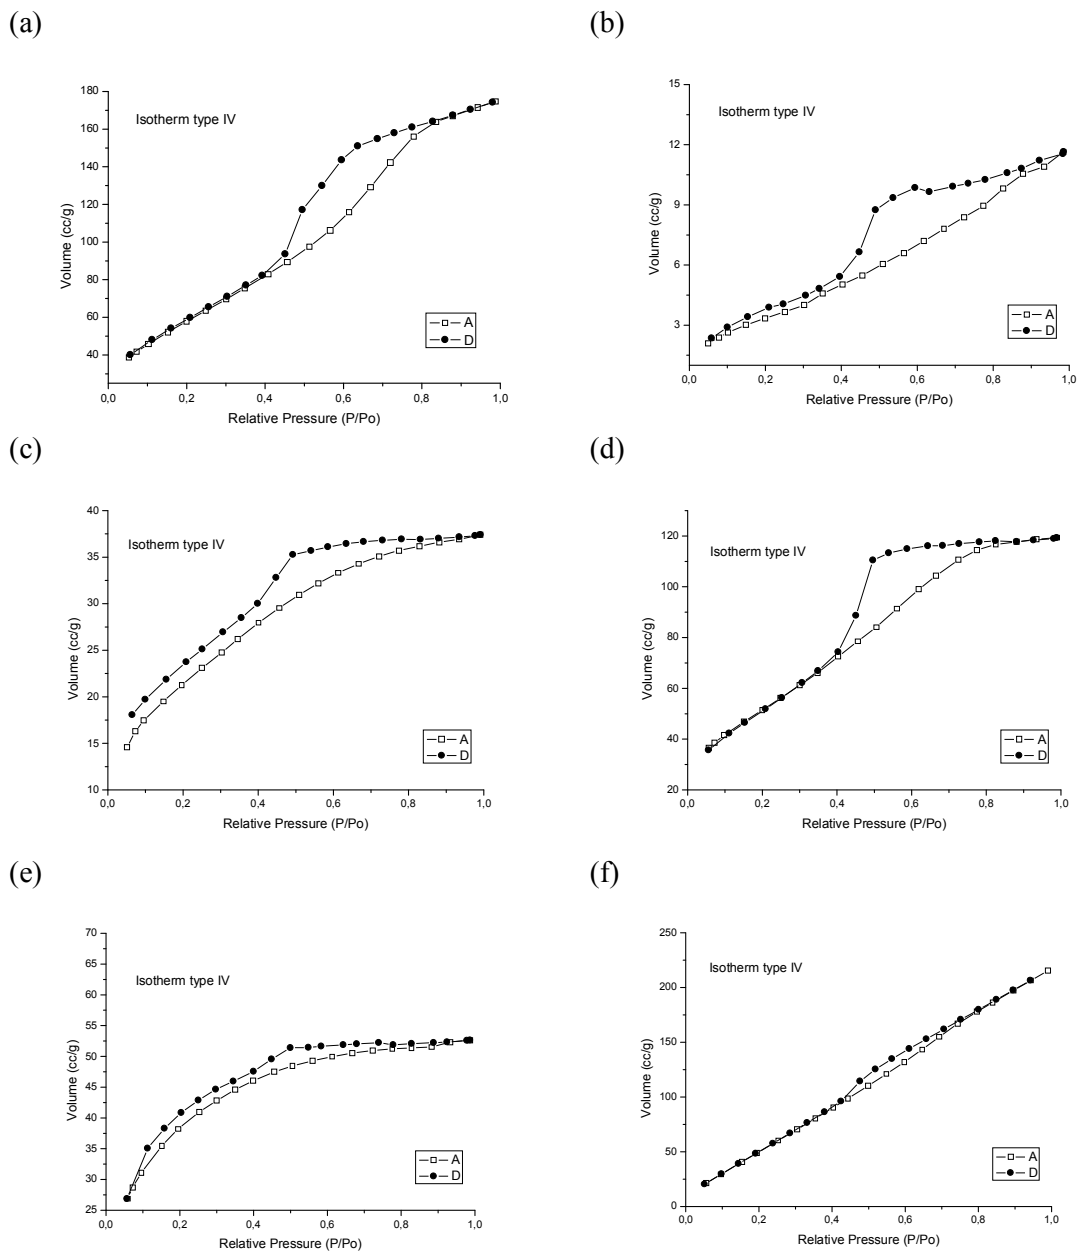 (a)
180
160
140
120
100
80
60
40
Volume (cc/g)
Isotherm type IV
A
D
0,0 0,2 0,4 0,6 0,8 1,0
Relative Pressure (P/Po)
(b)
15
12
9
6
3
Volume (cc/g)
Isotherm type IV
A
D
0,0 0,2 0,4 0,6 0,8 1,0
Relative Pressure (P/Po)
(c)
40
35
30
25
20
15
10
Volume (cc/g)
Isotherm type IV
A
D
0,0 0,2 0,4 0,6 0,8 1,0
Relative Pressure (P/Po)
(d)
120
100
80
60
40
20
Volume (cc/g)
Isotherm type IV
A
D
0,0 0,2 0,4 0,6 0,8 1,0
Relative Pressure (P/Po)
(e)
70
65
60
55
50
45
40
35
30
25
Volume (cc/g)
Isotherm type IV
A
D
0,0 0,2 0,4 0,6 0,8 1,0
Relative Pressure (P/Po)
(f)
250
200
150
100
50
0
Volume (cc/g)
Isotherm type IV
A
D
0,0 0,2 0,4 0,6 0,8 1,0
Relative Pressure (P/Po)